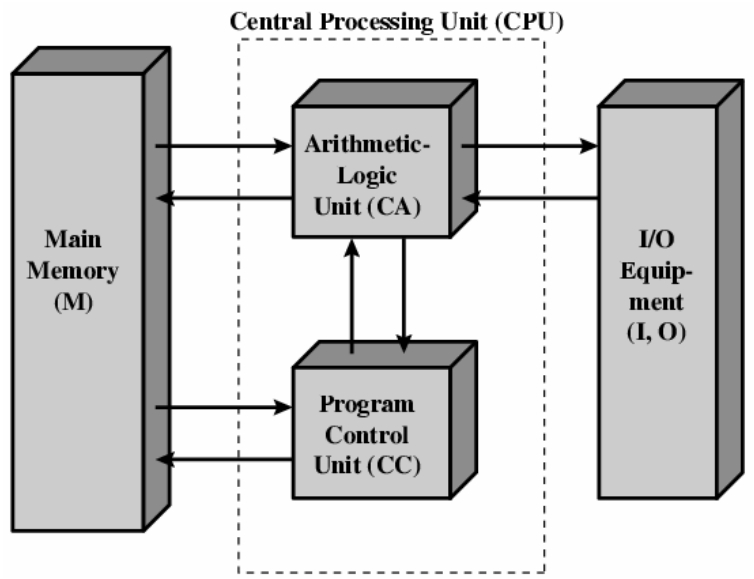 Central Processing Unit (CPU)
Main
Memory
(M)
Arithmetic-
Logic
Unit (CA)
Program
Control
Unit (CC)
I/O
Equip-
ment
(I, O)